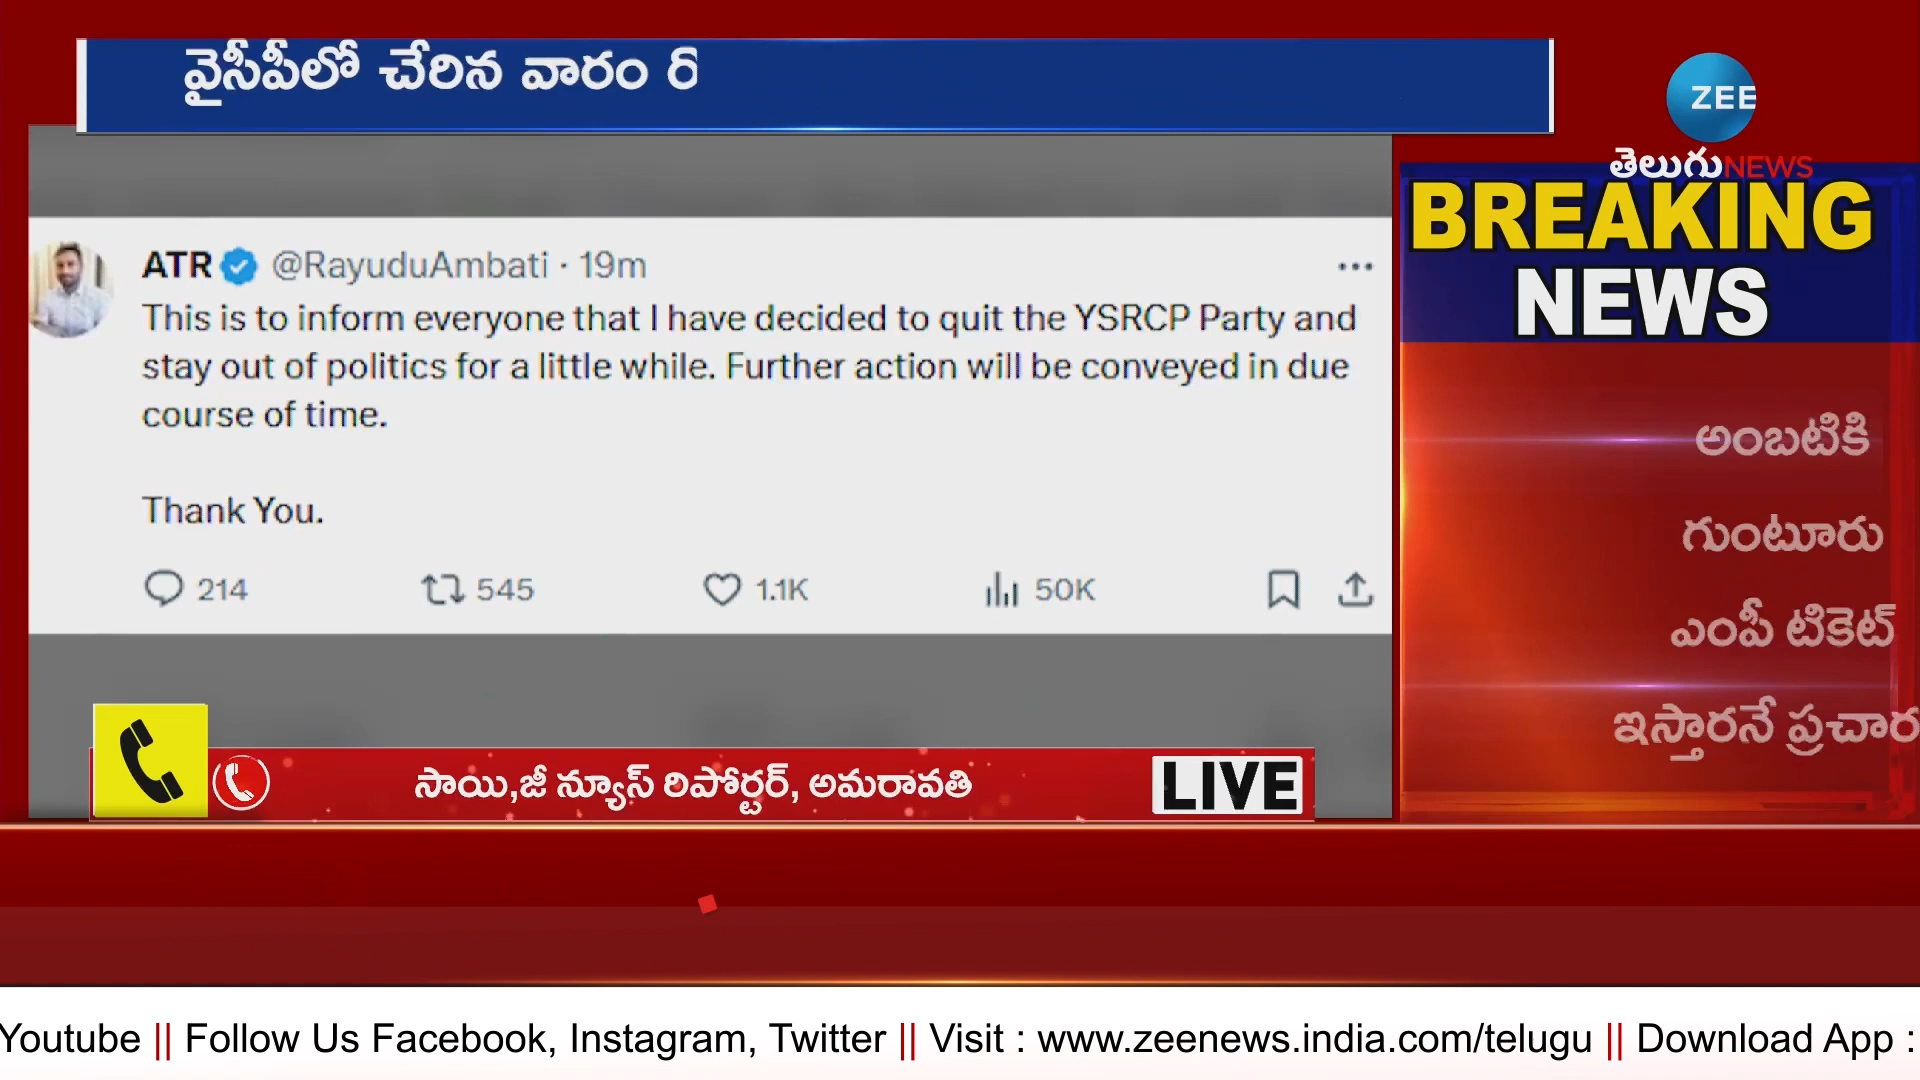 వైసీపీలో చేరిన వారం
ZEE
తెలుగు NEWS
BREAKING
NEWS
ATR @RayuduAmbati · 19m
This is to inform everyone that I have decided to quit the YSRCP Party and
stay out of politics for a little while. Further action will be conveyed in due
course of time.
Thank You.
214 545 1.1K 50K
అంబటికి
గుంటూరు
ఎంపీ టికెట్
ఇస్తారనే ప్రచార
సాయి,జీ న్యూస్ రిపోర్టర్, అమరావతి
LIVE
Youtube || Follow Us Facebook, Instagram, Twitter || Visit : www.zeenews.india.com/telugu || Download App :